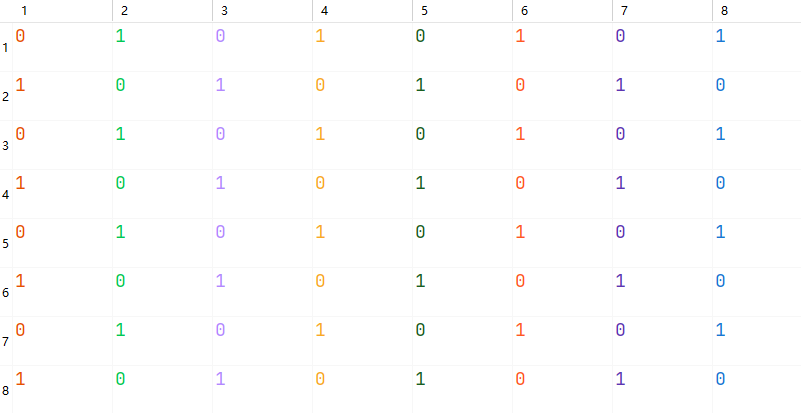 1 2 3 4 5 6 7 8
1 0 1 0 1 0 1 0 1
2 1 0 1 0 1 0 1 0
3 0 1 0 1 0 1 0 1
4 1 0 1 0 1 0 1 0
5 0 1 0 1 0 1 0 1
6 1 0 1 0 1 0 1 0
7 0 1 0 1 0 1 0 1
8 1 0 1 0 1 0 1 0